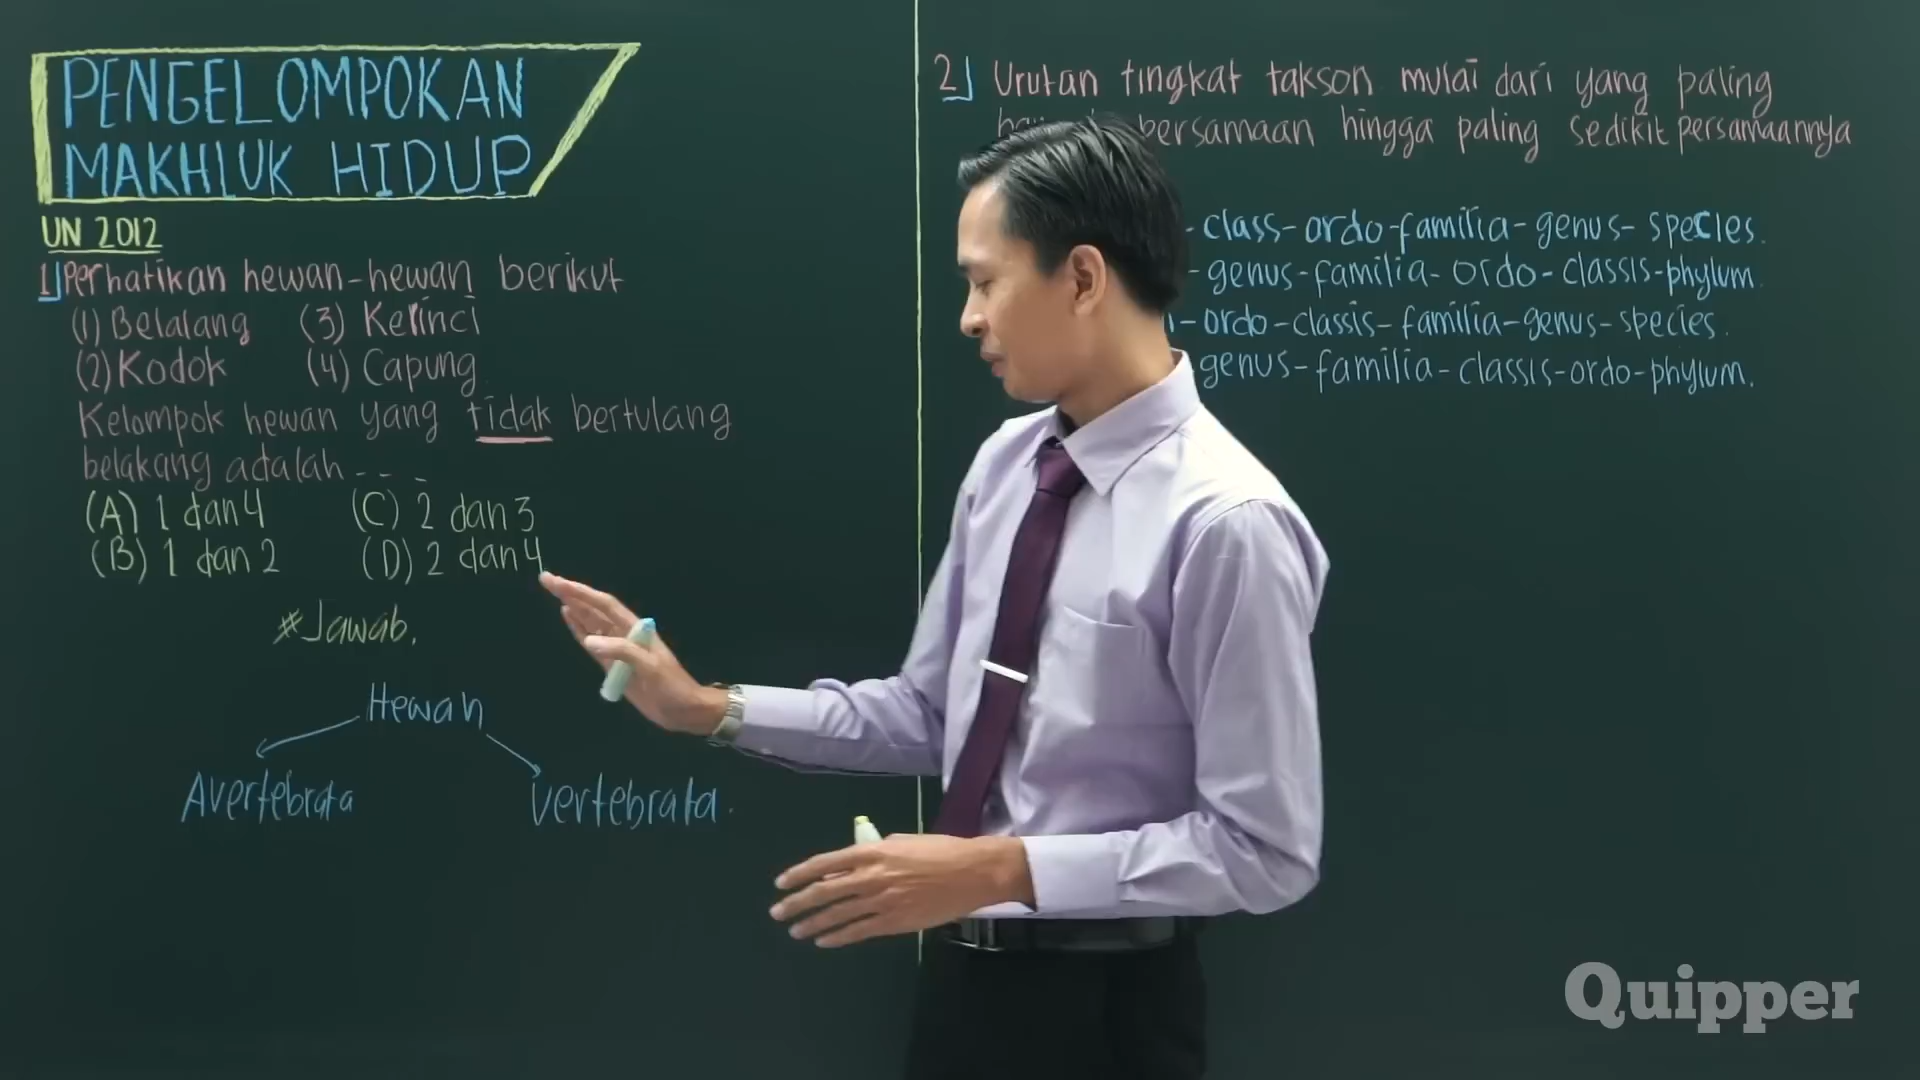 PENGELOMPOKAN
MAKHLUK HIDUP
UN 2012
1 Perhatikan hewan-hewan berikut
(1) Belalang (3) Kelinci
(2) Kodok (4) Capung
Kelompok hewan yang tidak bertulang
belakang adalah - - -
(A) 1 dan 4 (C) 2 dan 3
(B) 1 dan 2 (D) 2 dan 4
*Jawab.
Hewan
Avertebrata Vertebrata.
2 Urutan tingkat takson mulai dari yang paling
hingga paling sedikit persamaannya
- class-ordo-familia-genus-species.
-genus-familia-ordo-classis-phylum.
-ordo-classis-familia-genus-species.
genus-familia-classis-ordo-phylum.
Quipper